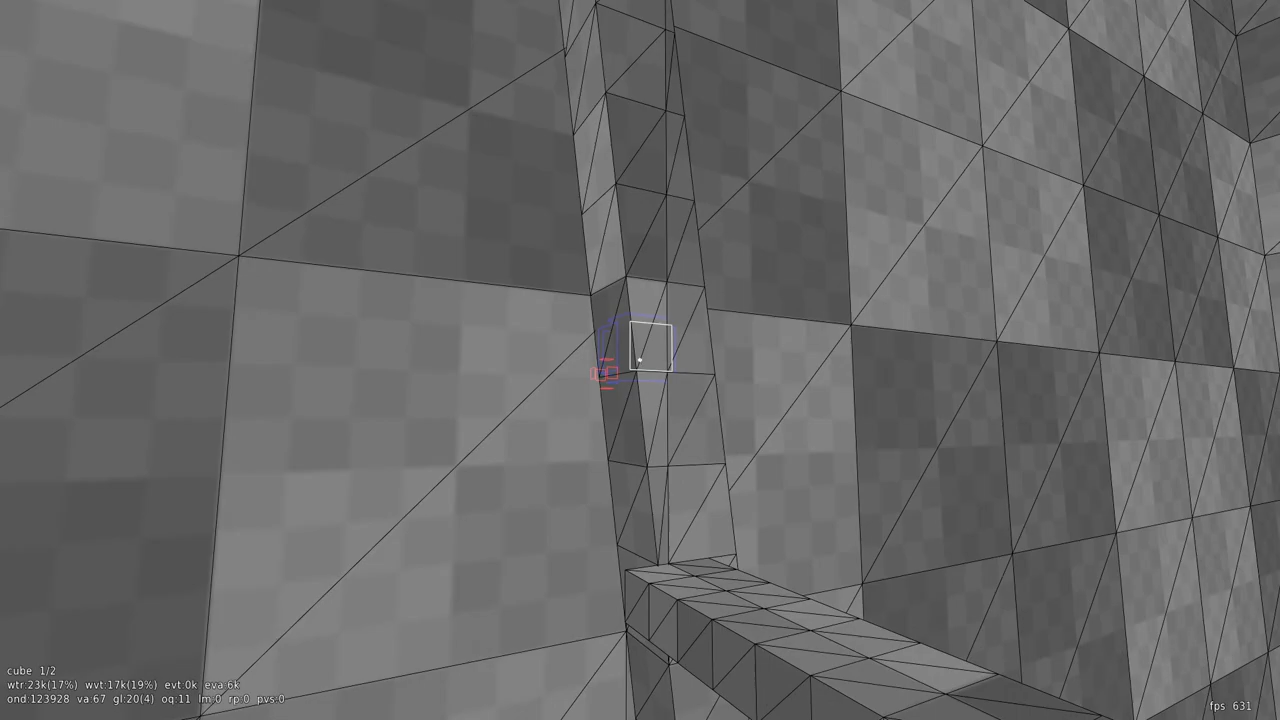 cube 1/2
wtr:23k(17%) wvt:17k(19%) evt:0k eva:6k
ond:123928 va:67 gl:20(4) oq:11 lm:0 rp:0 pvs:0
fps 631